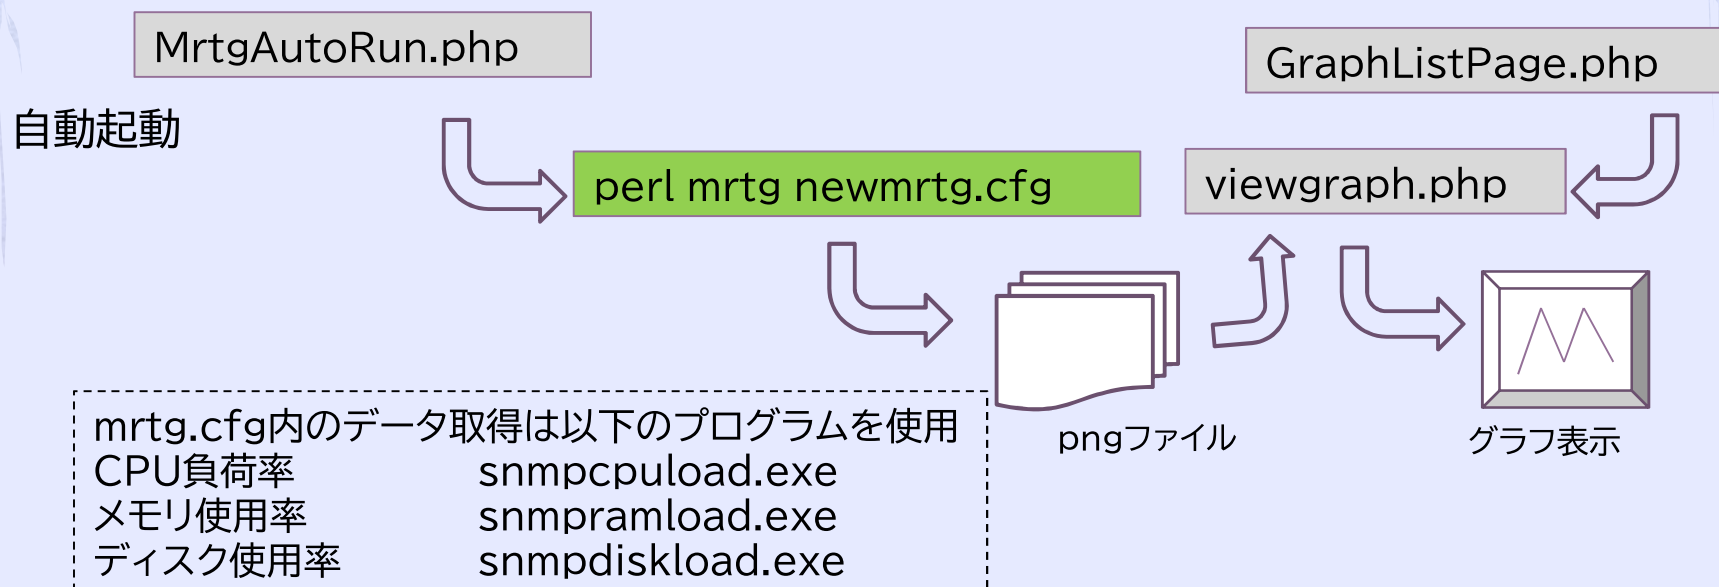 MrtgAutoRun.php
GraphListPage.php
自動起動
perl mrtg newmrtg.cfg
viewgraph.php
pngファイル
グラフ表示
mrtg.cfg内のデータ取得は以下のプログラムを使用
CPU負荷率 snmpcpuload.exe
メモリ使用率 snmpramload.exe
ディスク使用率 snmpdiskload.exe